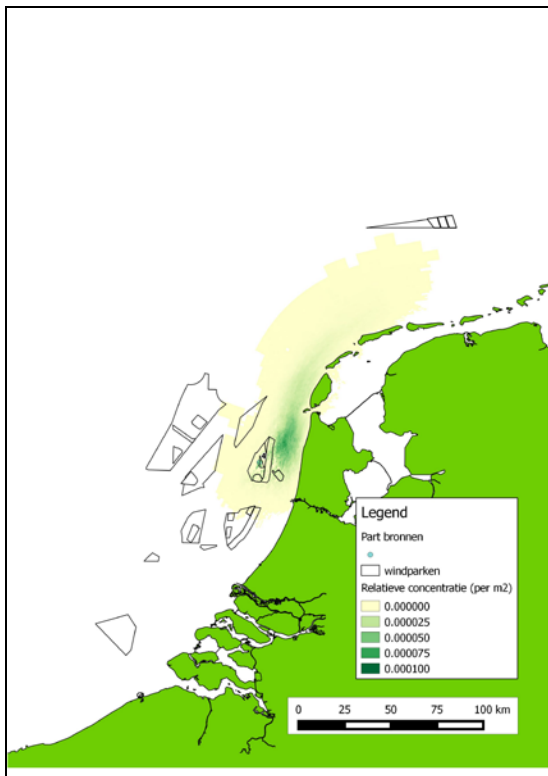 Legend
Part bronnen
windparken
Relatieve concentratie (per m2)
0.000000
0.000025
0.000050
0.000075
0.000100
0 25 50 75 100 km